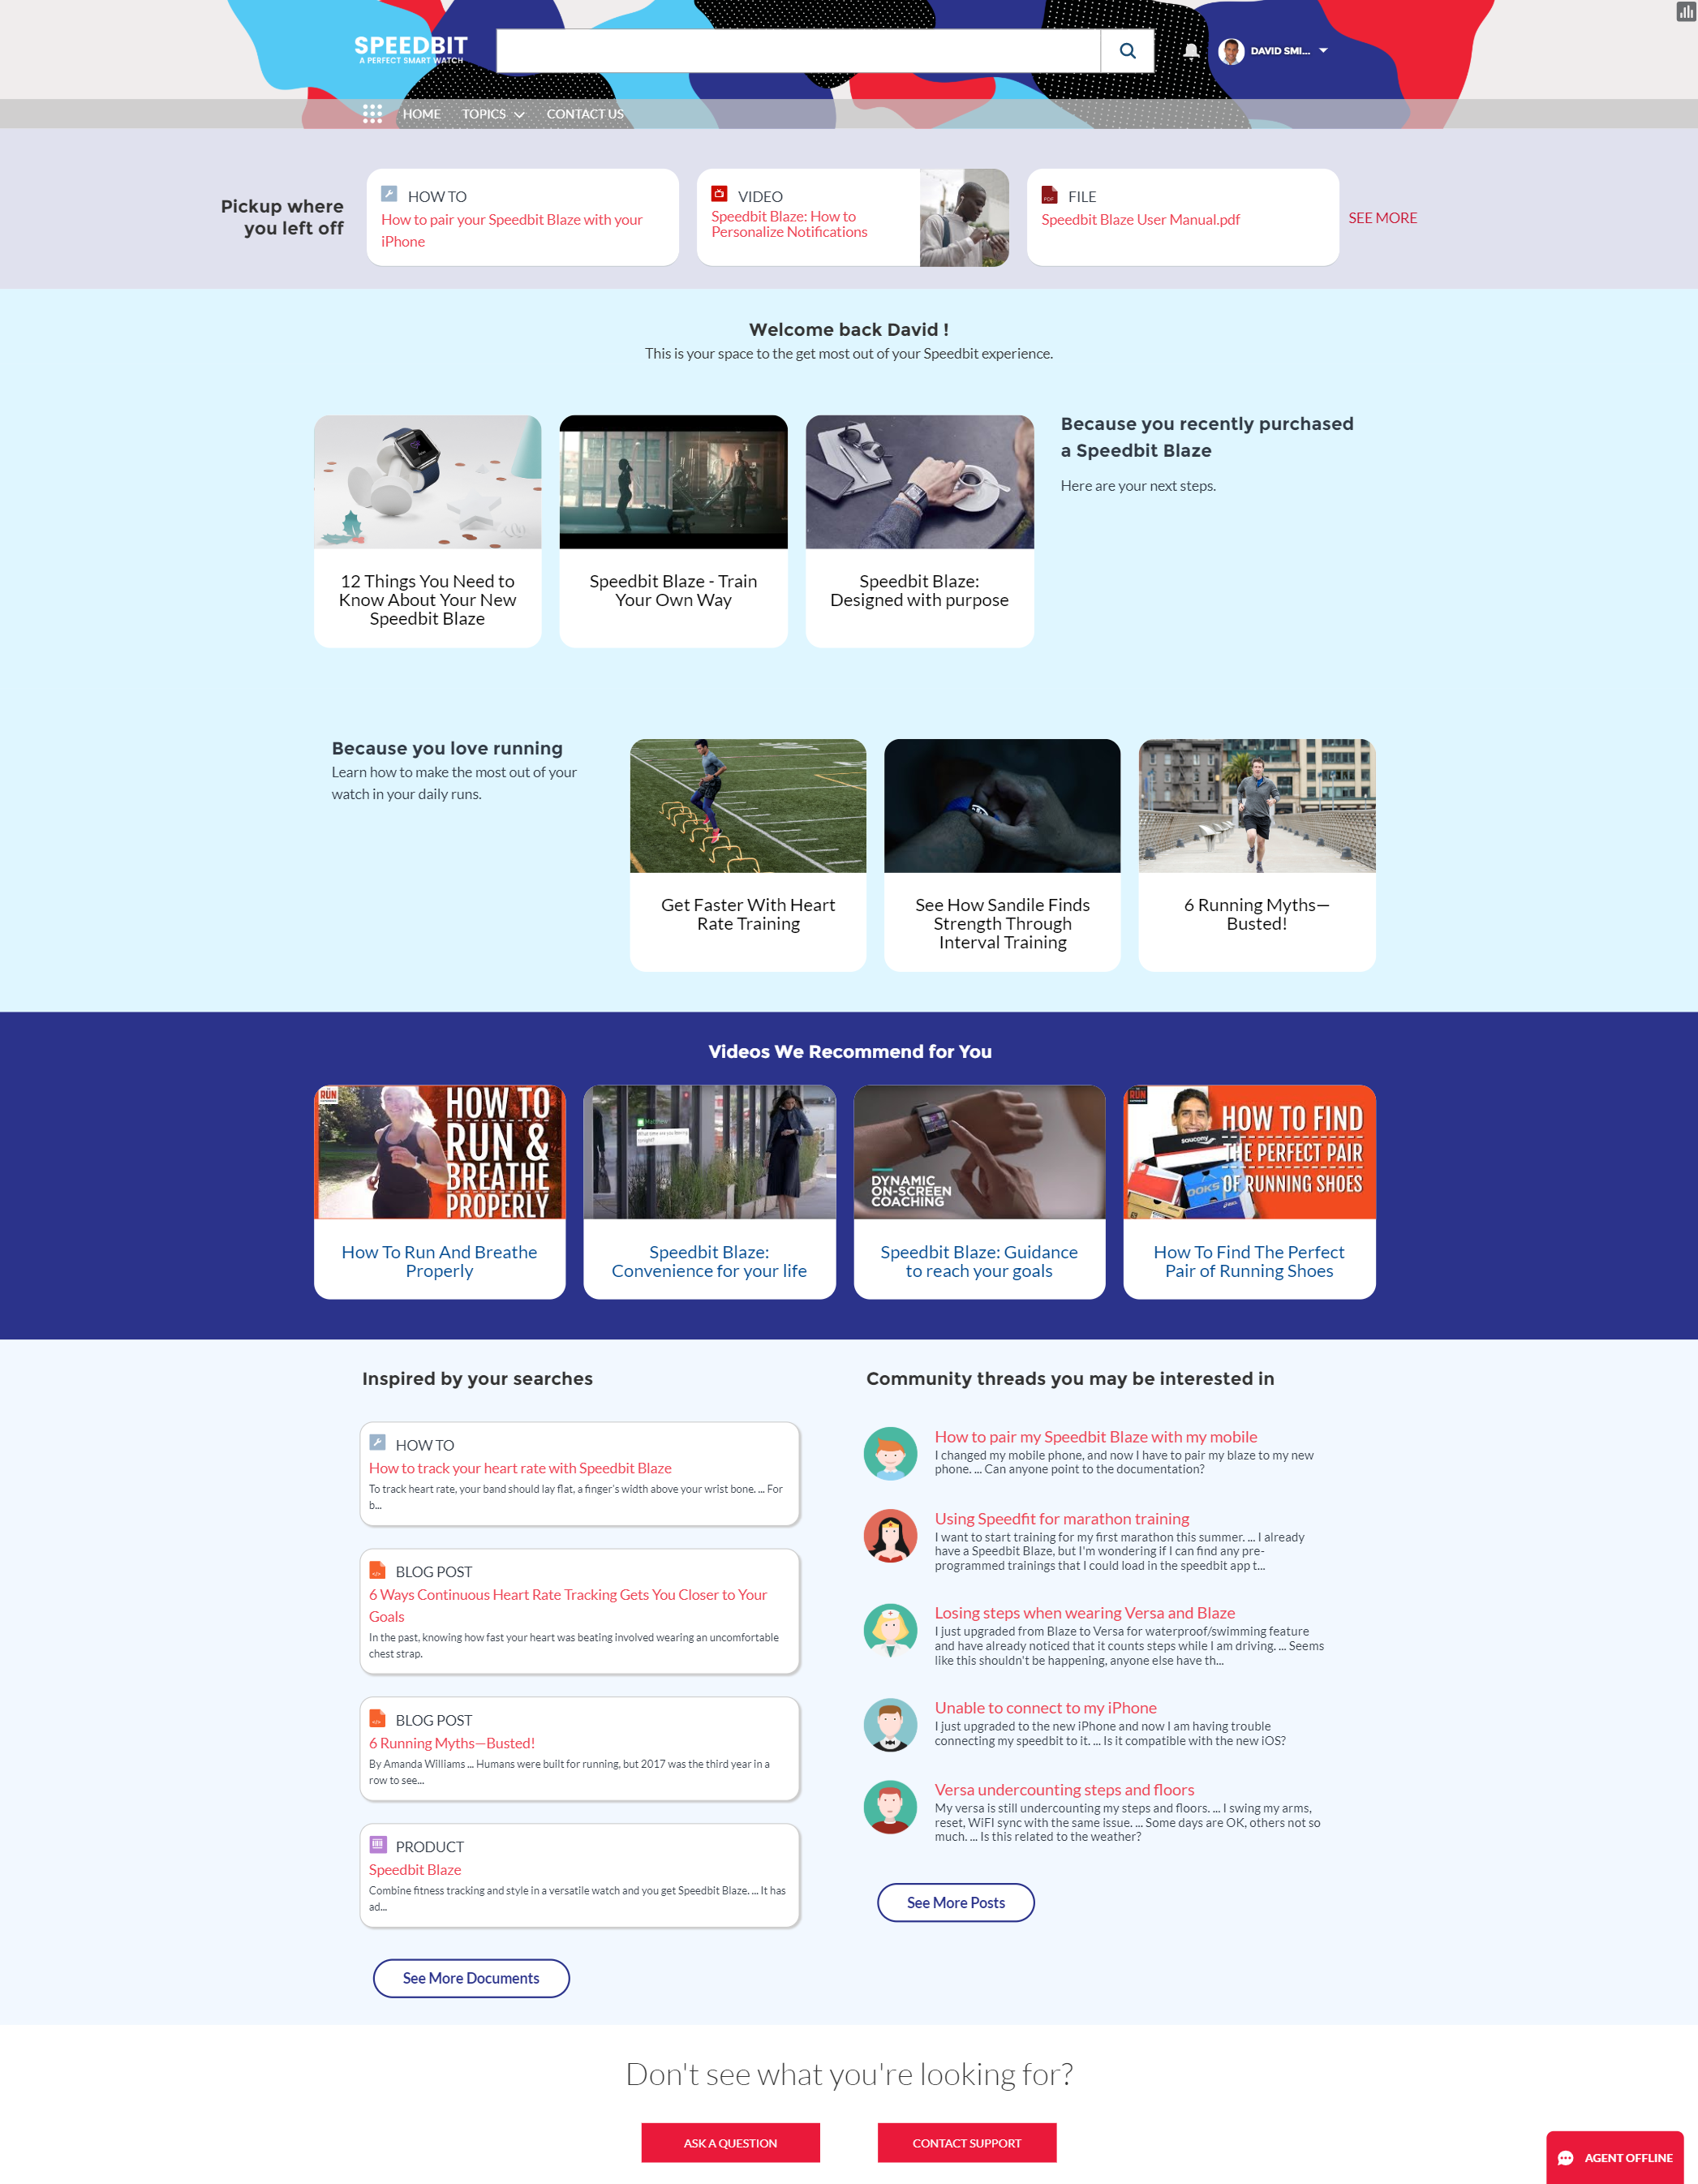 SPEEDBIT
A PERFECT SMART WATCH
DAVID SMI...
HOME
TOPICS
CONTACT US
Pickup where
you left off
HOW TO
How to pair your Speedbit Blaze with your
iPhone
VIDEO
Speedbit Blaze: How to
Personalize Notifications
PDF
FILE
Speedbit Blaze User Manual.pdf
SEE MORE
Welcome back David !
This is your space to the get most out of your Speedbit experience.
12 Things You Need to
Know About Your New
Speedbit Blaze
Speedbit Blaze - Train
Your Own Way
Speedbit Blaze:
Designed with purpose
Because you recently purchased
a Speedbit Blaze
Here are your next steps.
Because you love running
Learn how to make the most out of your
watch in your daily runs.
Get Faster With Heart
Rate Training
See How Sandile Finds
Strength Through
Interval Training
6 Running Myths—
Busted!
Videos We Recommend for You
RUN
HOW TO
RUN &
BREATHE
PROPERLY
How To Run And Breathe
Properly
Speedbit Blaze:
Convenience for your life
DYNAMIC
ON-SCREEN
COACHING
Speedbit Blaze: Guidance
to reach your goals
RUN
saucony
HOW TO FIND
THE PERFECT PAIR
OF RUNNING SHOES
How To Find The Perfect
Pair of Running Shoes
Inspired by your searches
HOW TO
How to track your heart rate with Speedbit Blaze
To track heart rate, your band should lay flat, a finger's width above your wrist bone. ... For
b...
BLOG POST
6 Ways Continuous Heart Rate Tracking Gets You Closer to Your
Goals
In the past, knowing how fast your heart was beating involved wearing an uncomfortable
chest strap.
BLOG POST
6 Running Myths—Busted!
By Amanda Williams ... Humans were built for running, but 2017 was the third year in a
row to see...
PRODUCT
Speedbit Blaze
Combine fitness tracking and style in a versatile watch and you get Speedbit Blaze. ... It has
ad...
See More Documents
Community threads you may be interested in
How to pair my Speedbit Blaze with my mobile
I changed my mobile phone, and now I have to pair my blaze to my new
phone. ... Can anyone point to the documentation?
Using Speedfit for marathon training
I want to start training for my first marathon this summer. ... I already
have a Speedbit Blaze, but I'm wondering if I can find any pre-
programmed trainings that I could load in the speedbit app t...
Losing steps when wearing Versa and Blaze
I just upgraded from Blaze to Versa for waterproof/swimming feature
and have already noticed that it counts steps while I am driving. ... Seems
like this shouldn't be happening, anyone else have th...
Unable to connect to my iPhone
I just upgraded to the new iPhone and now I am having trouble
connecting my speedbit to it. ... Is it compatible with the new iOS?
Versa undercounting steps and floors
My versa is still undercounting my steps and floors. ... I swing my arms,
reset, WiFI sync with the same issue. ... Some days are OK, others not so
much. ... Is this related to the weather?
See More Posts
Don't see what you're looking for?
ASK A QUESTION
CONTACT SUPPORT
AGENT OFFLINE